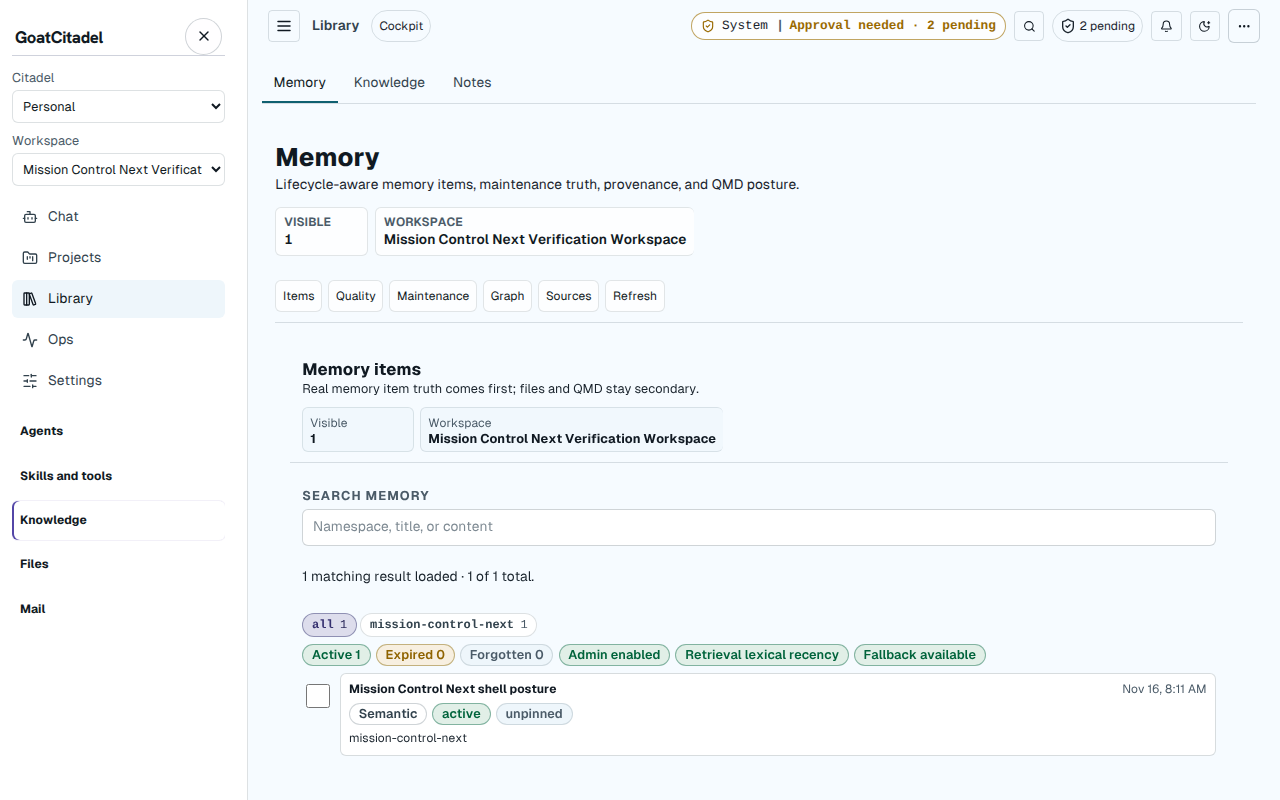 GoatCitadel
Citadel
Personal
Workspace
Mission Control Next Verificat
Chat
Projects
Library
Ops
Settings
Agents
Skills and tools
Knowledge
Files
Mail
Library
Cockpit
System | Approval needed · 2 pending
2 pending
Memory Knowledge Notes
Memory
Lifecycle-aware memory items, maintenance truth, provenance, and QMD posture.
VISIBLE
1
WORKSPACE
Mission Control Next Verification Workspace
Items Quality Maintenance Graph Sources Refresh
Memory items
Real memory item truth comes first; files and QMD stay secondary.
Visible
1
Workspace
Mission Control Next Verification Workspace
SEARCH MEMORY
Namespace, title, or content
1 matching result loaded · 1 of 1 total.
all 1 mission-control-next 1
Active 1 Expired 0 Forgotten 0 Admin enabled Retrieval lexical recency Fallback available
Mission Control Next shell posture Nov 16, 8:11 AM
Semantic active unpinned
mission-control-next